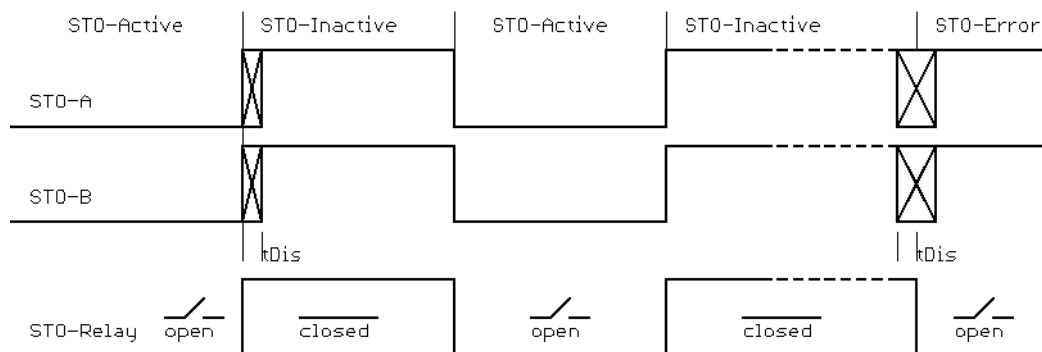 STO-Active STO-Inactive STO-Active STO-Inactive STO-Error
STO-A
STO-B
tDis tDis
STO-Relay open closed open closed open